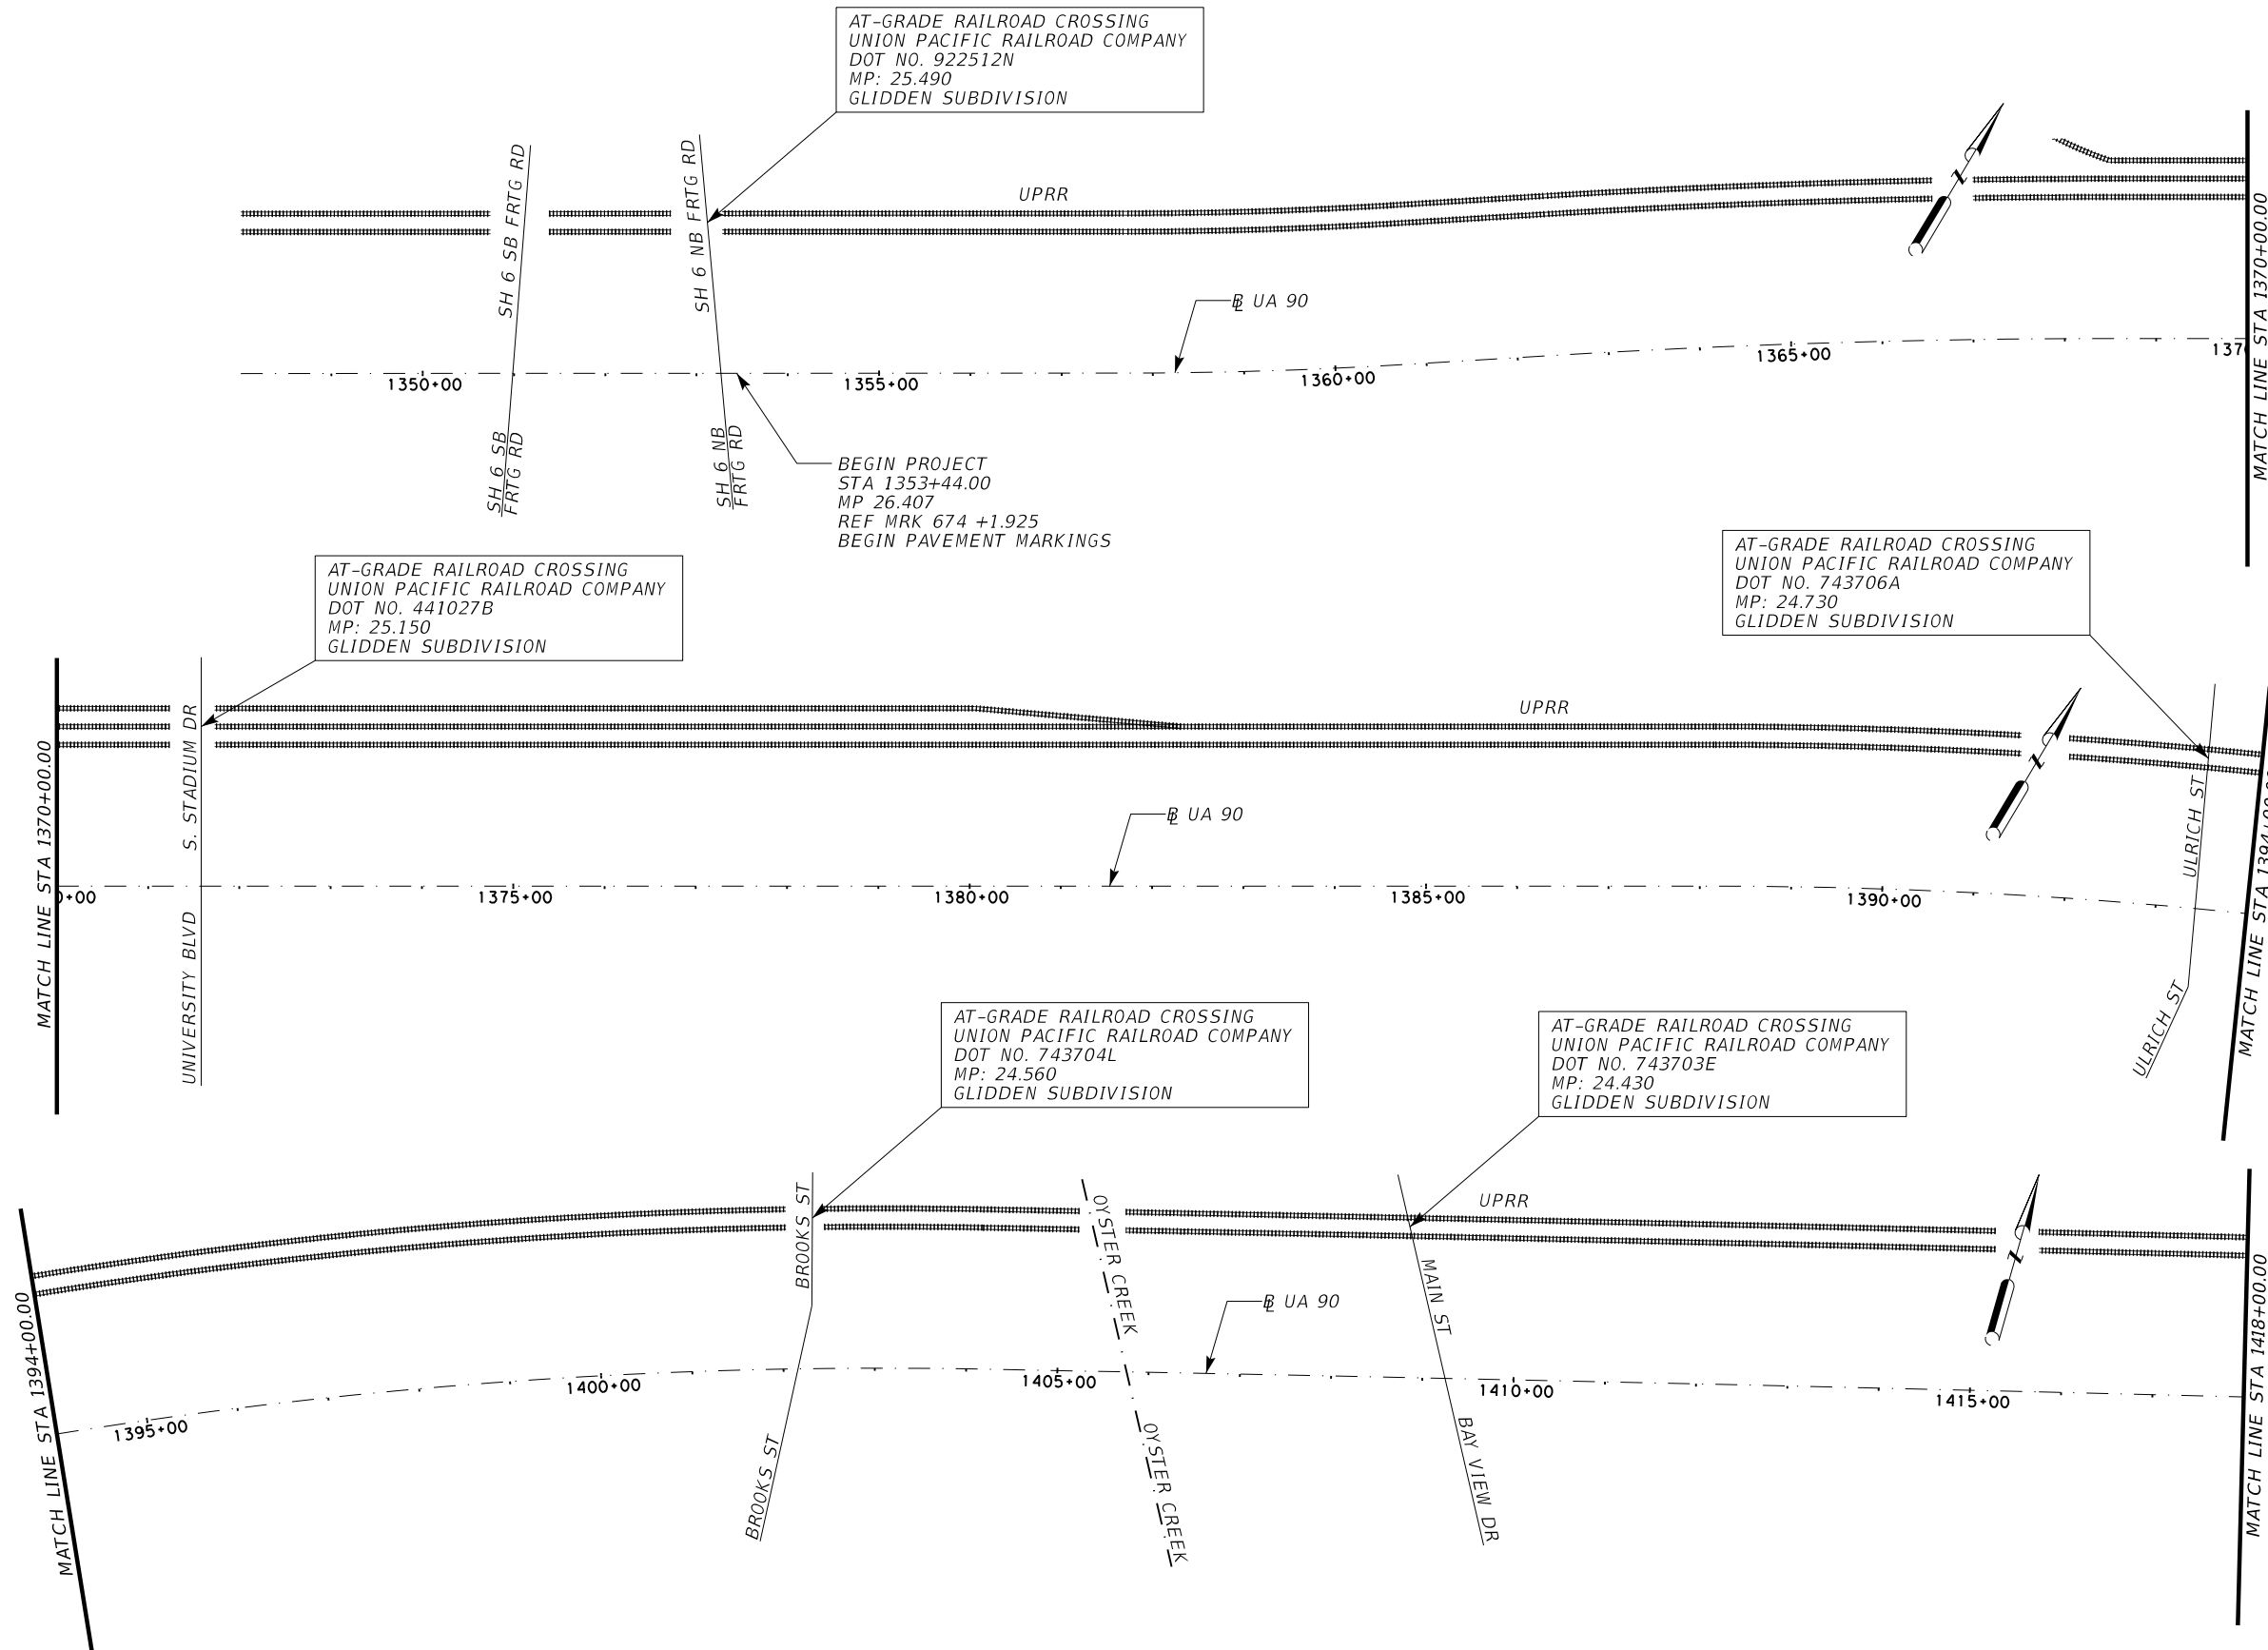 AT-GRADE RAILROAD CROSSING
UNION PACIFIC RAILROAD COMPANY
DOT NO. 922512N
MP: 25.490
GLIDDEN SUBDIVISION
SH 6 SB FRTG RD
SH 6 NB FRTG RD
UPRR
N
MATCH LINE STA 1370+00.00
℄ UA 90
1350+00
1355+00
1360+00
1365+00
137
SH 6 SB
FRTG RD
SH 6 NB
FRTG RD
BEGIN PROJECT
STA 1353+44.00
MP 26.407
REF MRK 674 +1.925
BEGIN PAVEMENT MARKINGS
AT-GRADE RAILROAD CROSSING
UNION PACIFIC RAILROAD COMPANY
DOT NO. 441027B
MP: 25.150
GLIDDEN SUBDIVISION
AT-GRADE RAILROAD CROSSING
UNION PACIFIC RAILROAD COMPANY
DOT NO. 743706A
MP: 24.730
GLIDDEN SUBDIVISION
MATCH LINE STA 1370+00.00
S. STADIUM DR
UPRR
N
ULRICH ST
BL UA 90
0+00
1375+00
1380+00
1385+00
1390+00
UNIVERSITY BLVD
ULRICH ST
MATCH LINE STA 1394+00
AT-GRADE RAILROAD CROSSING
UNION PACIFIC RAILROAD COMPANY
DOT NO. 743704L
MP: 24.560
GLIDDEN SUBDIVISION
AT-GRADE RAILROAD CROSSING
UNION PACIFIC RAILROAD COMPANY
DOT NO. 743703E
MP: 24.430
GLIDDEN SUBDIVISION
MATCH LINE STA 1394+00.00
BROOKS ST
OYSTER CREEK
UPRR
MAIN ST
N
BL UA 90
1395+00
1400+00
1405+00
1410+00
1415+00
BROOKS ST
OYSTER CREEK
BAY VIEW DR
MATCH LINE STA 1418+00.00